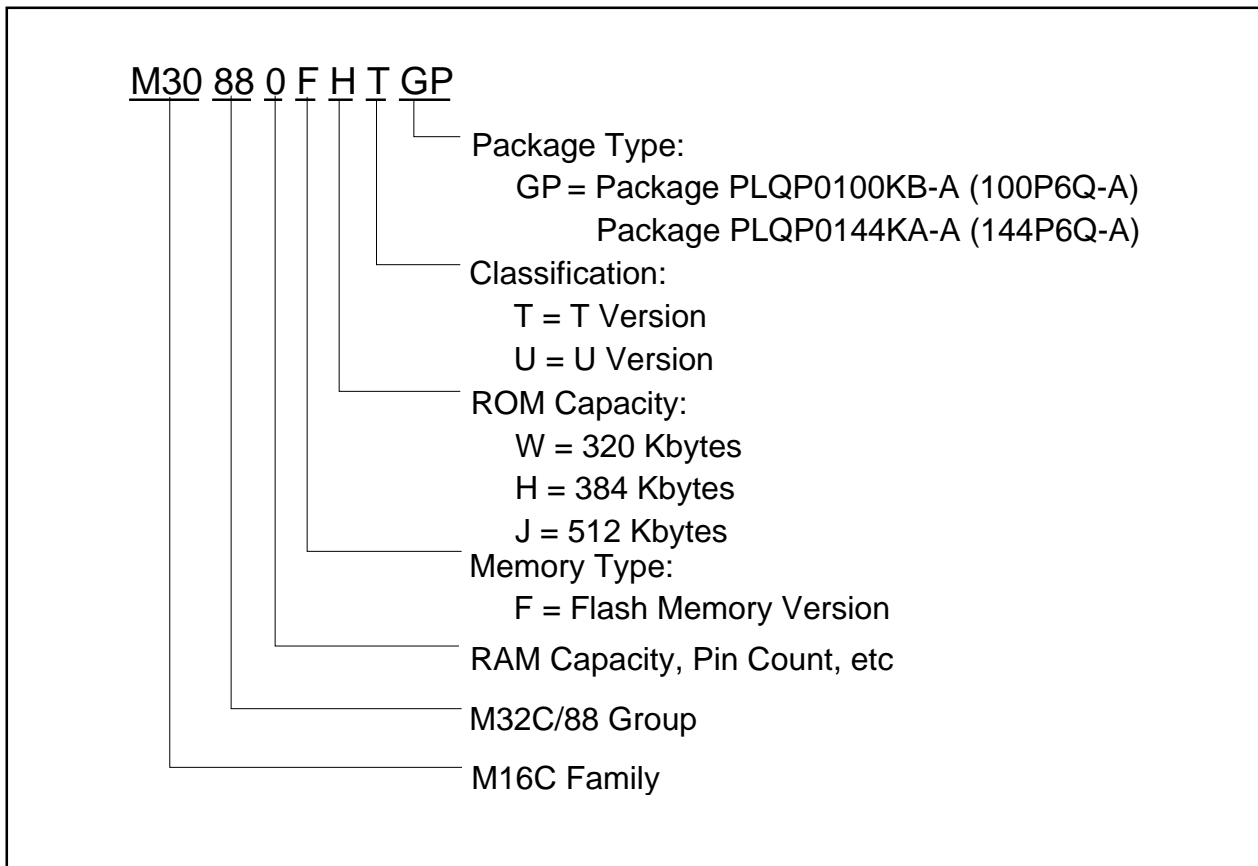 M30 88 0 F H T GP
Package Type:
GP = Package PLQP0100KB-A (100P6Q-A)
Package PLQP0144KA-A (144P6Q-A)
Classification:
T = T Version
U = U Version
ROM Capacity:
W = 320 Kbytes
H = 384 Kbytes
J = 512 Kbytes
Memory Type:
F = Flash Memory Version
RAM Capacity, Pin Count, etc
M32C/88 Group
M16C Family